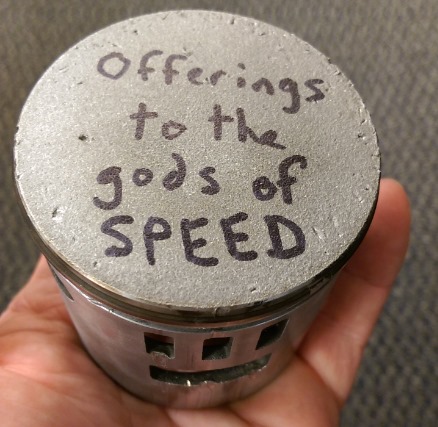 Offerings
to the
gods of
SPEED